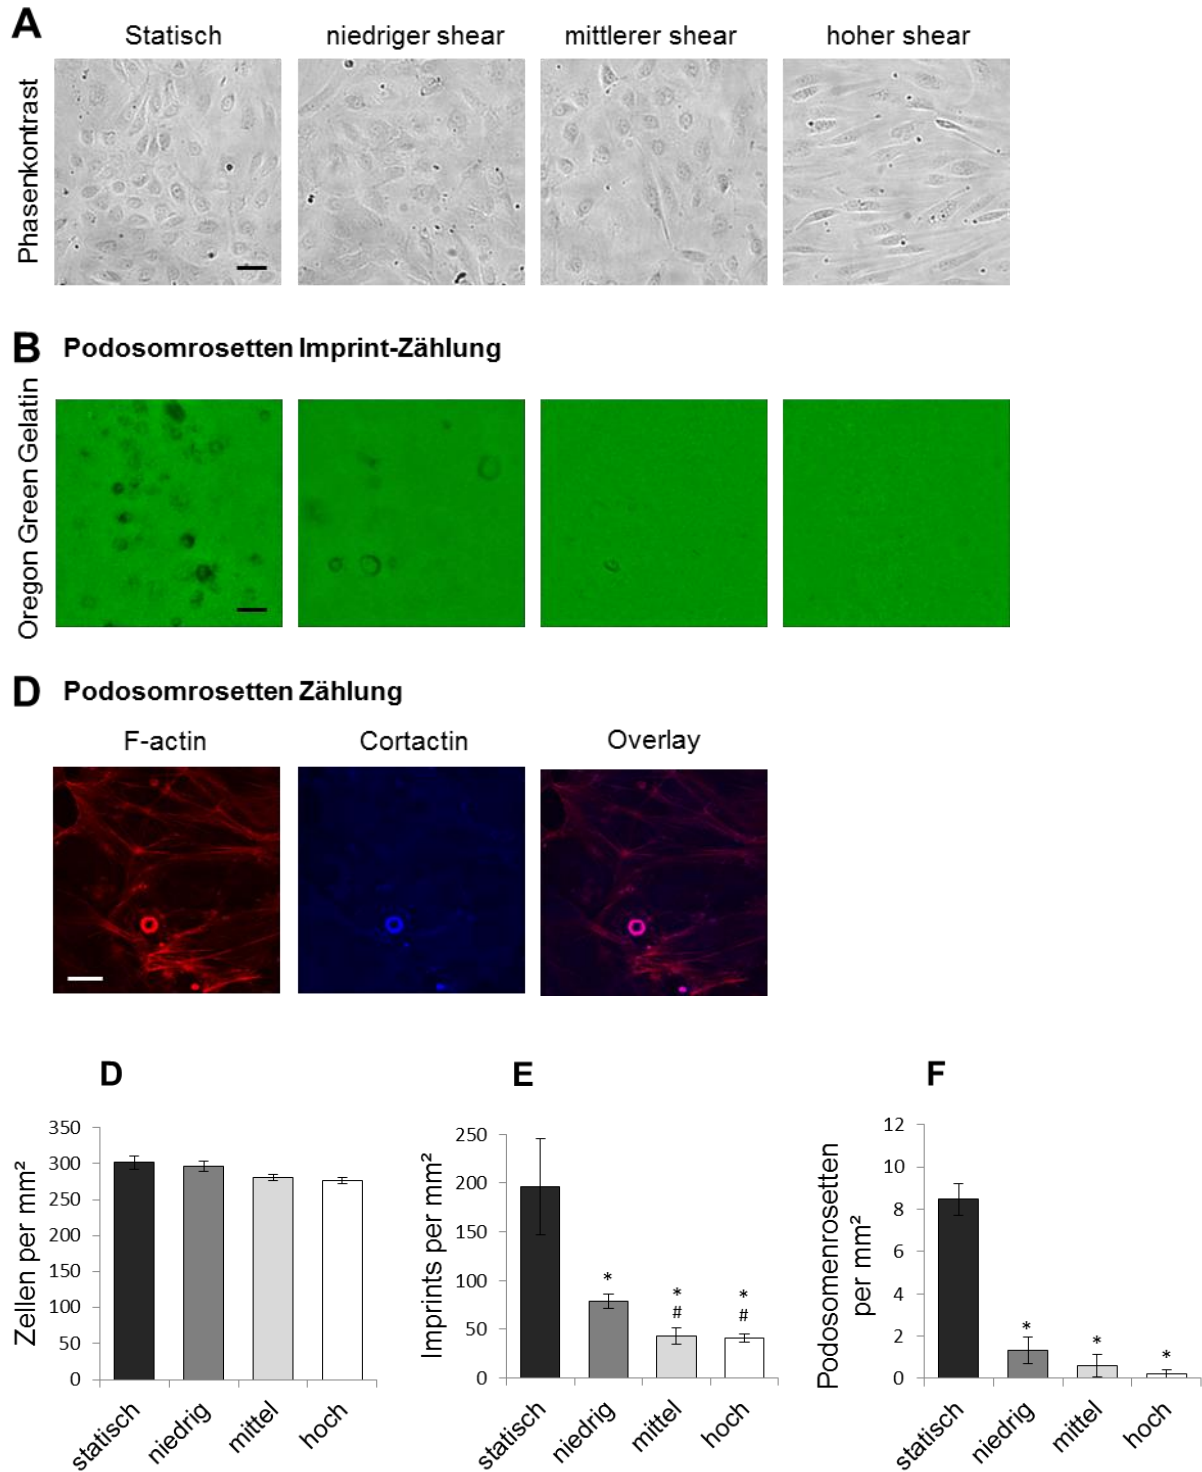 A
Statisch niedriger shear mittlerer shear hoher shear
Phasenkontrast
B Podosomrosetten Imprint-Zählung
Oregon Green Gelatin
D Podosomrosetten Zählung
F-actin Cortactin Overlay
D
Zellen per mm²
350
300
250
200
150
100
50
0
statisch niedrig mittel hoch
E
Imprints per mm²
250
200
150
100
50
0
*
*
#
*
#
statisch niedrig mittel hoch
F
Podosomenrosetten
per mm²
12
10
8
6
4
2
0
*
*
*
statisch niedrig mittel hoch